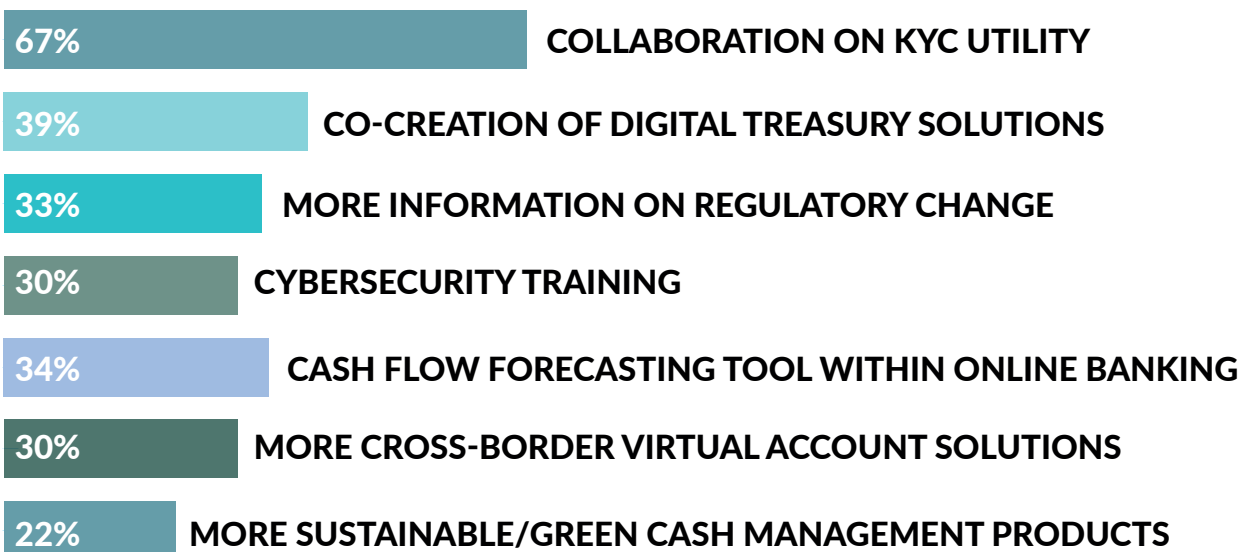 67% COLLABORATION ON KYC UTILITY
39% CO-CREATION OF DIGITAL TREASURY SOLUTIONS
33% MORE INFORMATION ON REGULATORY CHANGE
30% CYBERSECURITY TRAINING
34% CASH FLOW FORECASTING TOOL WITHIN ONLINE BANKING
30% MORE CROSS-BORDER VIRTUAL ACCOUNT SOLUTIONS
22% MORE SUSTAINABLE/GREEN CASH MANAGEMENT PRODUCTS